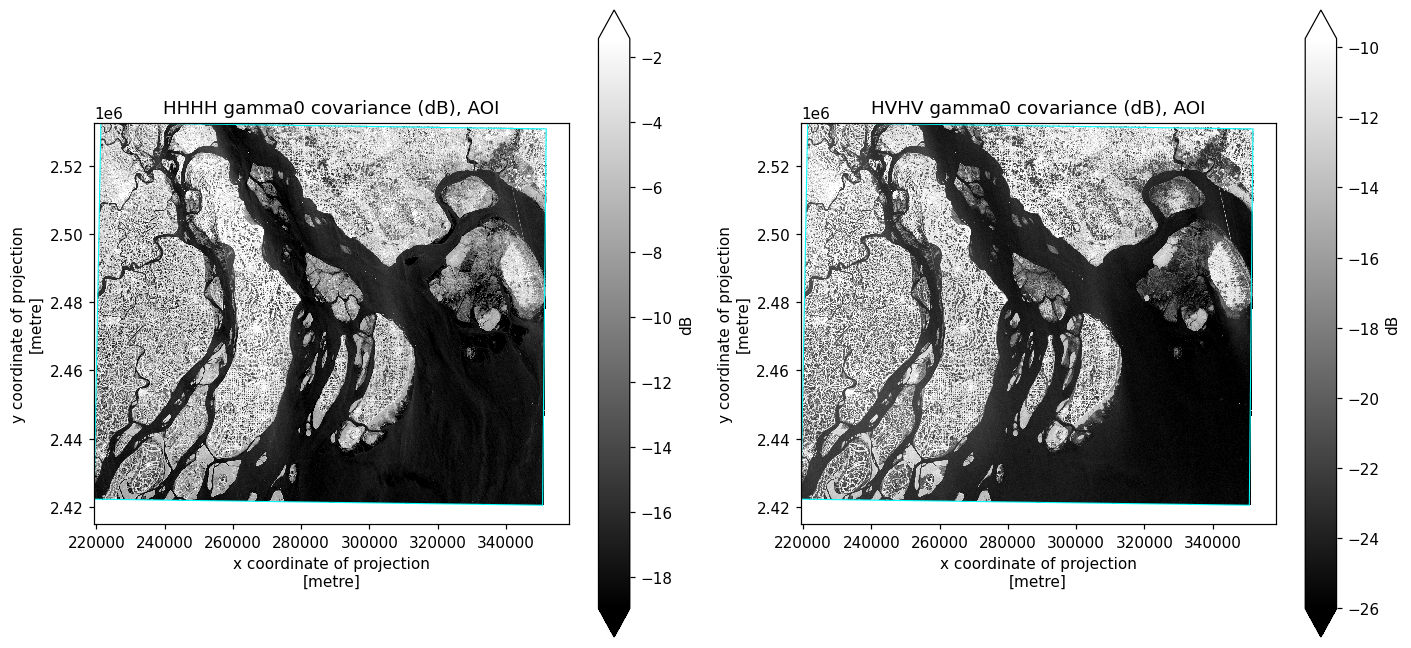 HHHH gamma0 covariance (dB), AOI
1e6
2.52
2.50
2.48
2.46
2.44
2.42
y coordinate of projection
[metre]
220000 240000 260000 280000 300000 320000 340000
x coordinate of projection
[metre]
−2
−4
−6
−8
−10
−12
−14
−16
−18
dB
HVHV gamma0 covariance (dB), AOI
1e6
2.52
2.50
2.48
2.46
2.44
2.42
y coordinate of projection
[metre]
220000 240000 260000 280000 300000 320000 340000
x coordinate of projection
[metre]
−10
−12
−14
−16
−18
−20
−22
−24
−26
dB